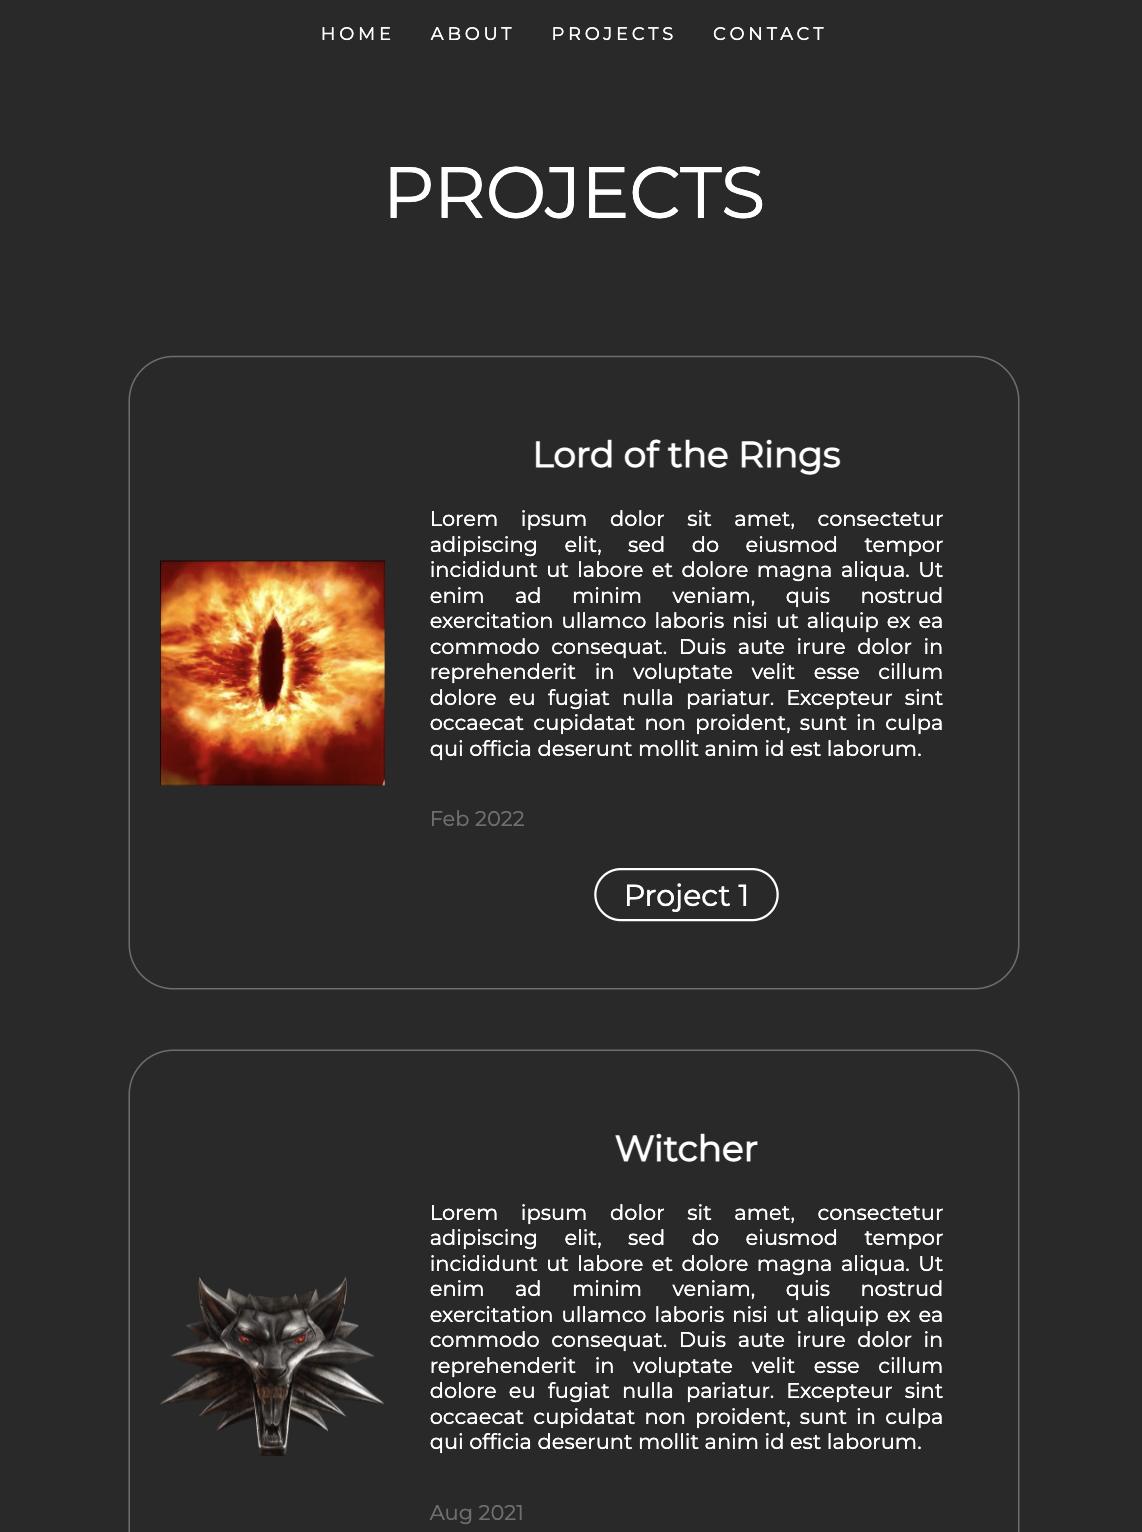 HOME ABOUT PROJECTS CONTACT
PROJECTS
Lord of the Rings
Lorem ipsum dolor sit amet, consectetur
adipiscing elit, sed do eiusmod tempor
incididunt ut labore et dolore magna aliqua. Ut
enim ad minim veniam, quis nostrud
exercitation ullamco laboris nisi ut aliquip ex ea
commodo consequat. Duis aute irure dolor in
reprehenderit in voluptate velit esse cillum
dolore eu fugiat nulla pariatur. Excepteur sint
occaecat cupidatat non proident, sunt in culpa
qui officia deserunt mollit anim id est laborum.
Feb 2022
Project 1
Witcher
Lorem ipsum dolor sit amet, consectetur
adipiscing elit, sed do eiusmod tempor
incididunt ut labore et dolore magna aliqua. Ut
enim ad minim veniam, quis nostrud
exercitation ullamco laboris nisi ut aliquip ex ea
commodo consequat. Duis aute irure dolor in
reprehenderit in voluptate velit esse cillum
dolore eu fugiat nulla pariatur. Excepteur sint
occaecat cupidatat non proident, sunt in culpa
qui officia deserunt mollit anim id est laborum.
Aug 2021